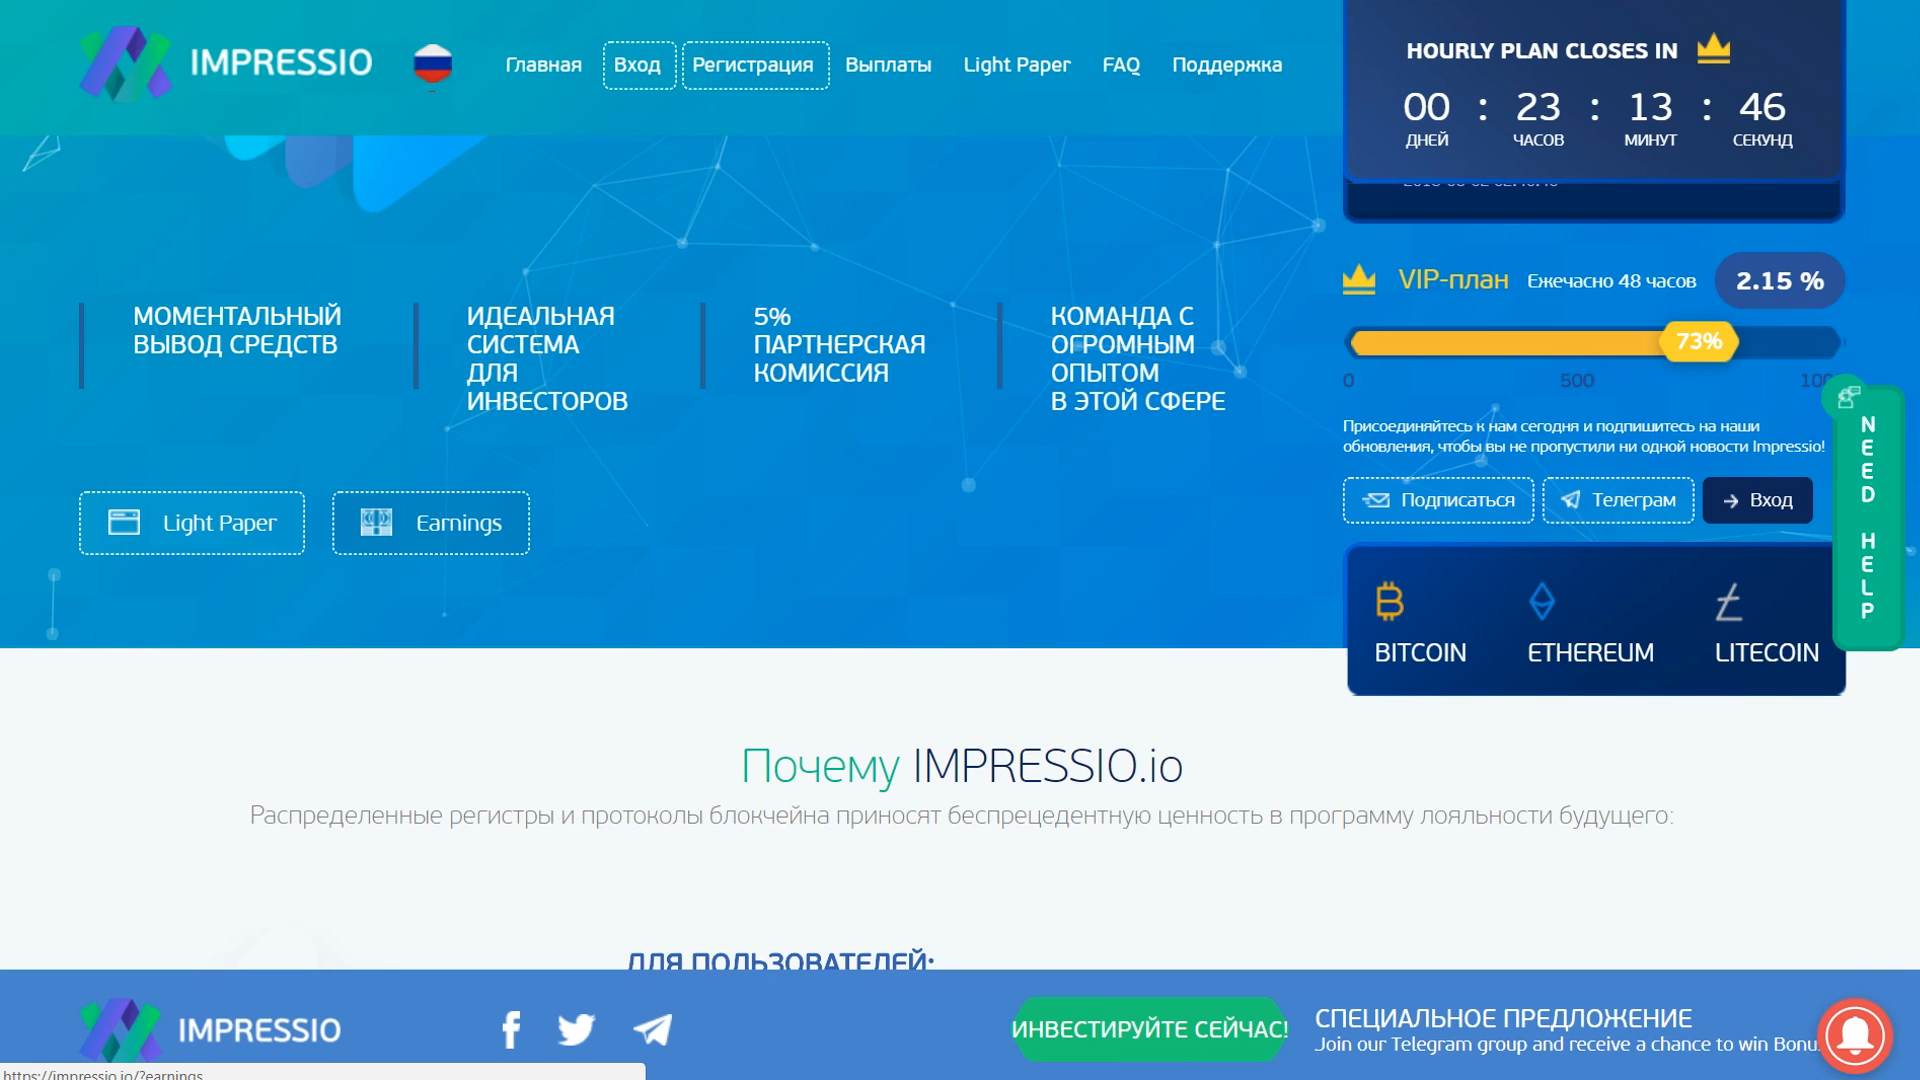 IMPRESSIO
Главная Вход Регистрация Выплаты Light Paper FAQ Поддержка
HOURLY PLAN CLOSES IN
00 : 23 : 13 : 46
ДНЕЙ ЧАСОВ МИНУТ СЕКУНД
VIP-план Ежечасно 48 часов 2.15 %
73%
0 500
МОМЕНТАЛЬНЫЙ
ВЫВОД СРЕДСТВ
ИДЕАЛЬНАЯ
СИСТЕМА
ДЛЯ
ИНВЕСТОРОВ
5%
ПАРТНЕРСКАЯ
КОМИССИЯ
КОМАНДА С
ОГРОМНЫМ
ОПЫТОМ
В ЭТОЙ СФЕРЕ
Присоединяйтесь к нам сегодня и подпишитесь на наши
обновления, чтобы вы не пропустили ни одной новости Impressio!
Подписаться Телеграм Вход
NEED HELP
Light Paper Earnings
BITCOIN ETHEREUM LITECOIN
Почему IMPRESSIO.io
Распределенные регистры и протоколы блокчейна приносят беспрецедентную ценность в программу лояльности будущего:
ДЛЯ ПОЛЬЗОВАТЕЛЕЙ:
IMPRESSIO
ИНВЕСТИРУЙТЕ СЕЙЧАС!
СПЕЦИАЛЬНОЕ ПРЕДЛОЖЕНИЕ
Join our Telegram group and receive a chance to win Bonu
https://impressio.io/?earnings